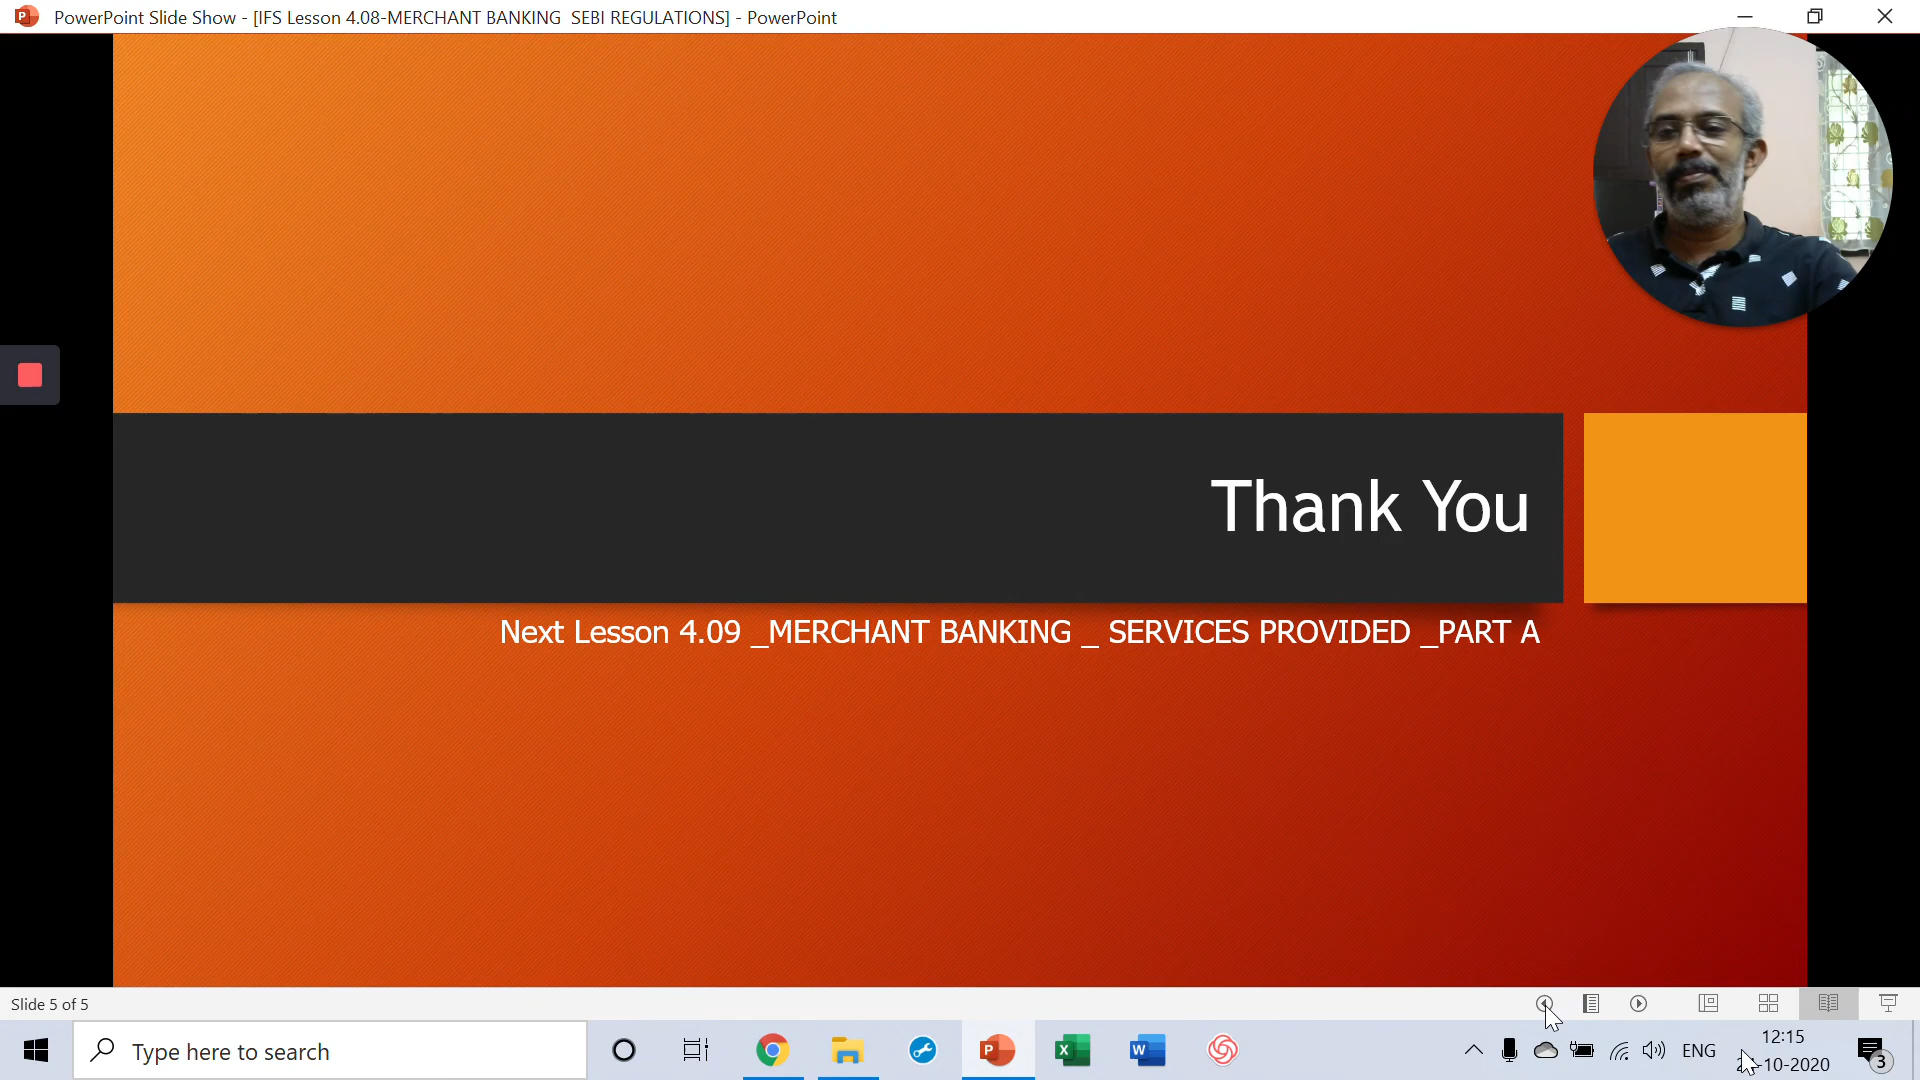 PowerPoint Slide Show - [IFS Lesson 4.08-MERCHANT BANKING  SEBI REGULATIONS] - PowerPoint
Thank You
Next Lesson 4.09 _MERCHANT BANKING _ SERVICES PROVIDED _PART A
Slide 5 of 5
Type here to search
ENG
12:15
-10-2020
3